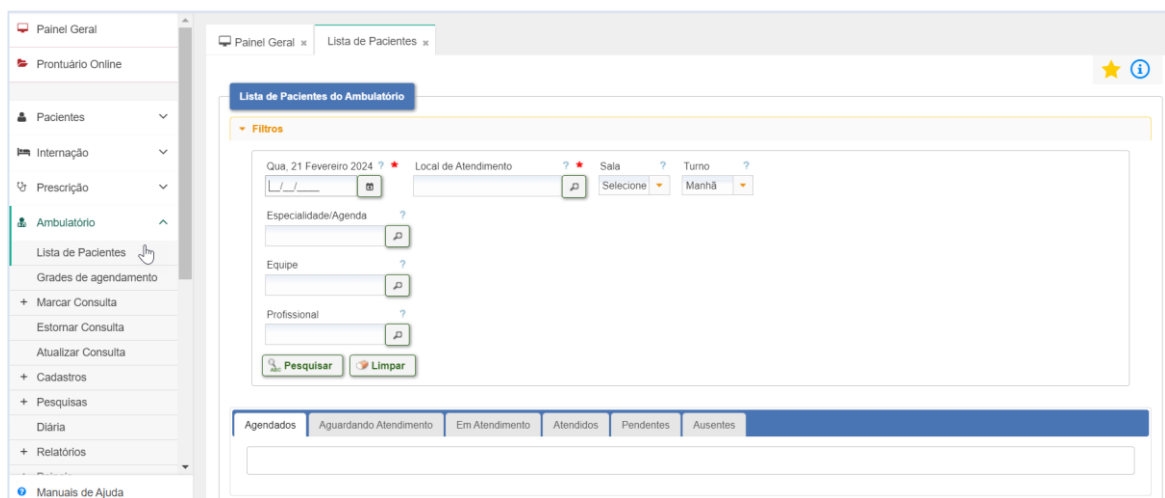 Painel Geral
Prontuário Online
Pacientes
Internação
Prescrição
Ambulatório
Lista de Pacientes
Grades de agendamento
+ Marcar Consulta
Estornar Consulta
Atualizar Consulta
+ Cadastros
+ Pesquisas
Diária
+ Relatórios
Manuais de Ajuda
Painel Geral × Lista de Pacientes ×
Lista de Pacientes do Ambulatório
Filtros
Qua, 21 Fevereiro 2024 ? * Local de Atendimento ? * Sala ? Turno ?
__/__/____ Selecione Manhã
Especialidade/Agenda ?
Equipe ?
Profissional ?
Pesquisar Limpar
Agendados Aguardando Atendimento Em Atendimento Atendidos Pendentes Ausentes